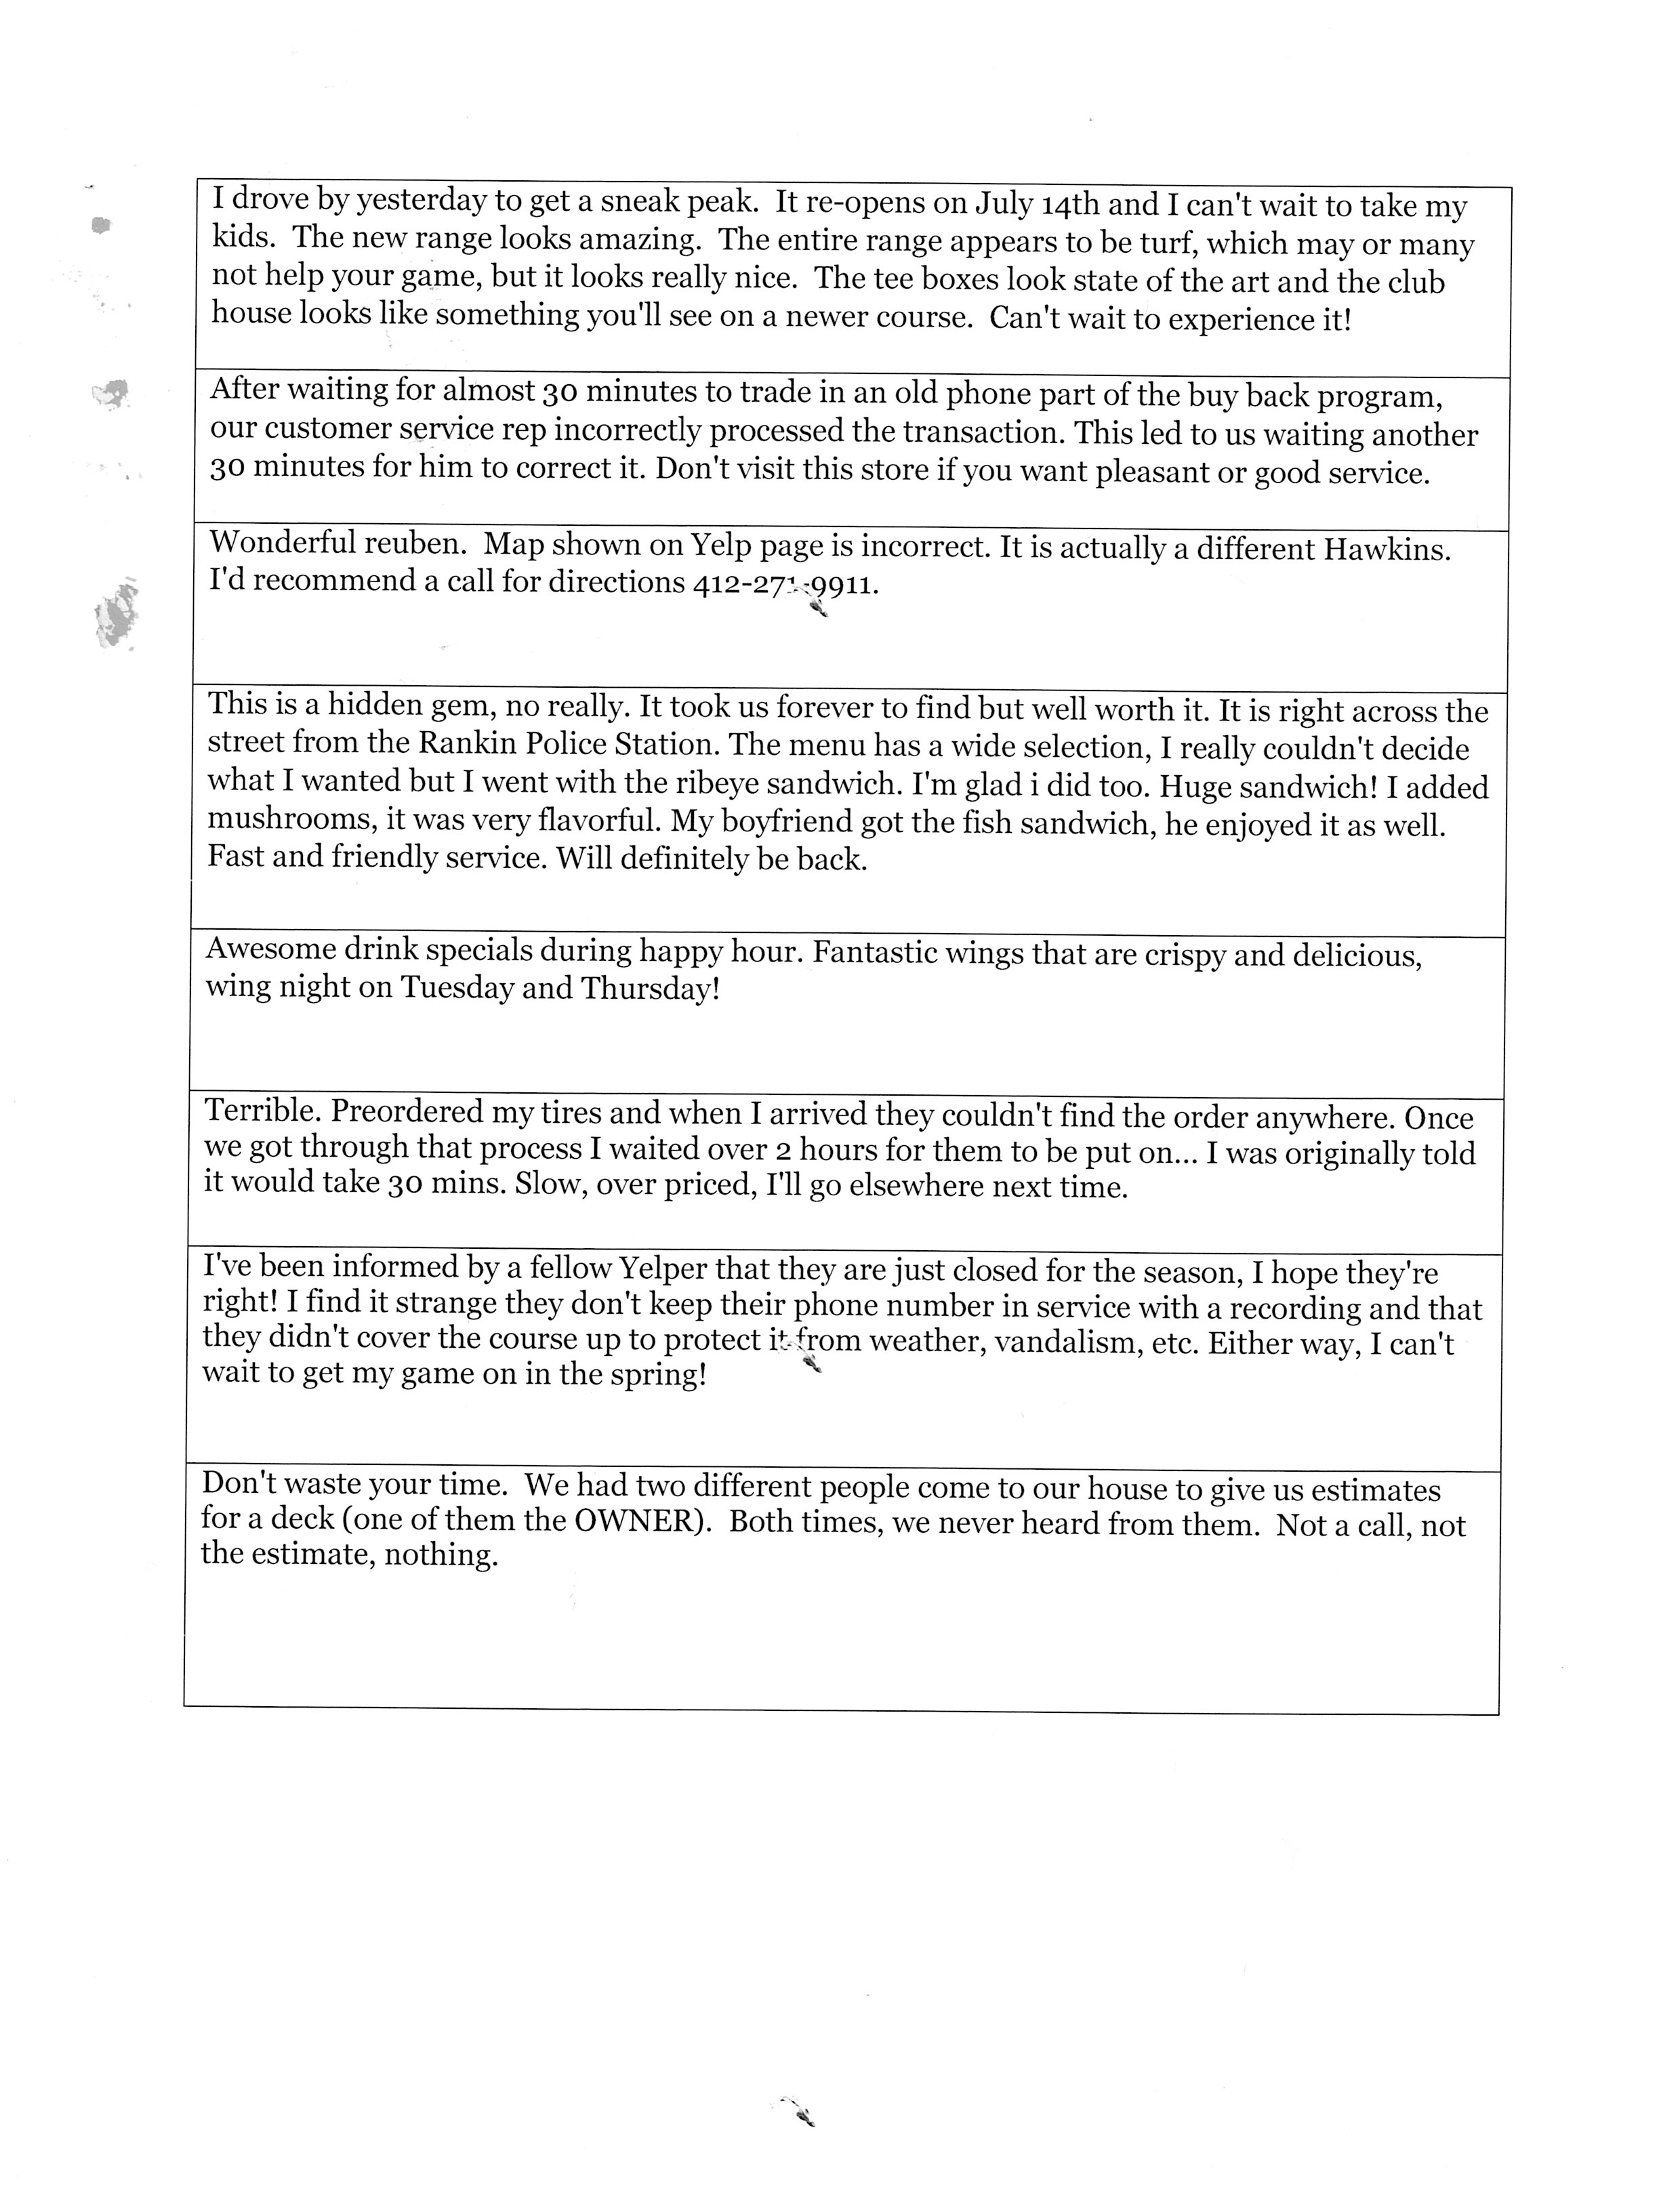 I drove by yesterday to get a sneak peak.  It re-opens on July 14th and I can't wait to take my
kids.  The new range looks amazing.  The entire range appears to be turf, which may or many
not help your game, but it looks really nice.  The tee boxes look state of the art and the club
house looks like something you'll see on a newer course.  Can't wait to experience it!
After waiting for almost 30 minutes to trade in an old phone part of the buy back program,
our customer service rep incorrectly processed the transaction. This led to us waiting another
30 minutes for him to correct it. Don't visit this store if you want pleasant or good service.
Wonderful reuben.  Map shown on Yelp page is incorrect. It is actually a different Hawkins.
I'd recommend a call for directions 412-271-9911.
This is a hidden gem, no really. It took us forever to find but well worth it. It is right across the
street from the Rankin Police Station. The menu has a wide selection, I really couldn't decide
what I wanted but I went with the ribeye sandwich. I'm glad i did too. Huge sandwich! I added
mushrooms, it was very flavorful. My boyfriend got the fish sandwich, he enjoyed it as well.
Fast and friendly service. Will definitely be back.
Awesome drink specials during happy hour. Fantastic wings that are crispy and delicious,
wing night on Tuesday and Thursday!
Terrible. Preordered my tires and when I arrived they couldn't find the order anywhere. Once
we got through that process I waited over 2 hours for them to be put on... I was originally told
it would take 30 mins. Slow, over priced, I'll go elsewhere next time.
I've been informed by a fellow Yelper that they are just closed for the season, I hope they're
right! I find it strange they don't keep their phone number in service with a recording and that
they didn't cover the course up to protect it from weather, vandalism, etc. Either way, I can't
wait to get my game on in the spring!
Don't waste your time.  We had two different people come to our house to give us estimates
for a deck (one of them the OWNER).  Both times, we never heard from them.  Not a call, not
the estimate, nothing.